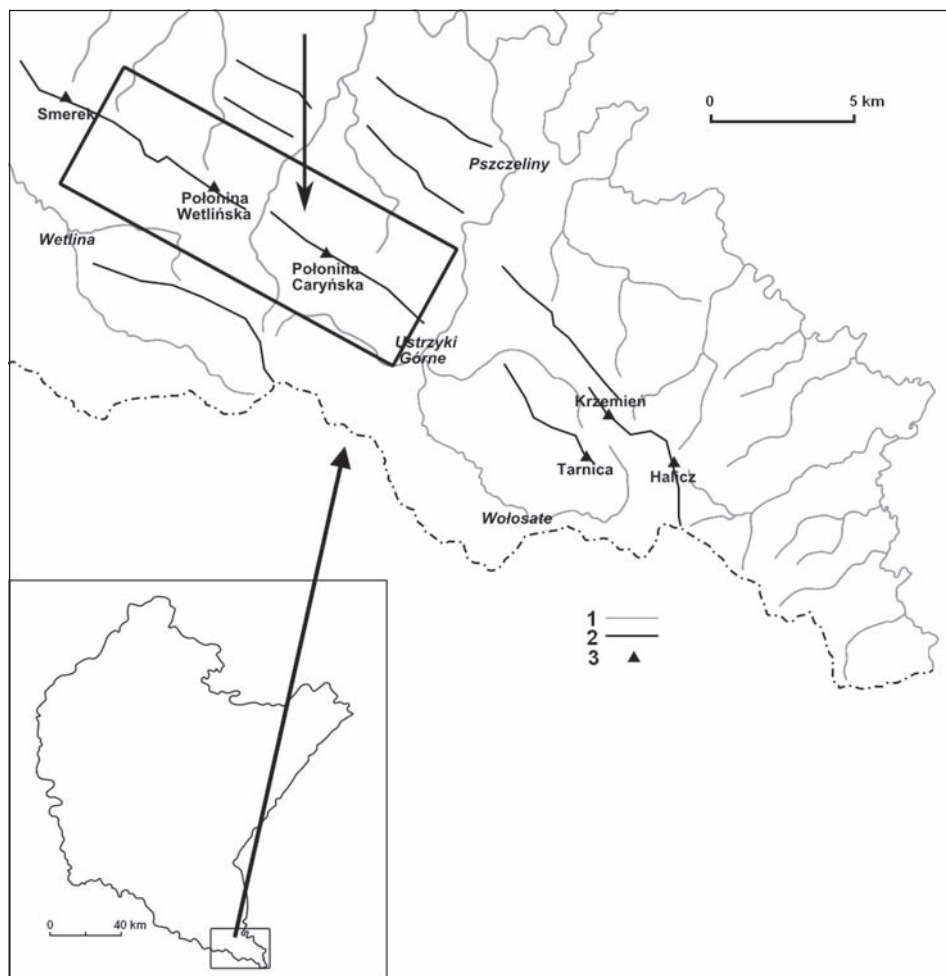 0 5 km
Smerek
Pszczeliny
Połonina
Wetlińska
Wetlina
Połonina
Caryńska
Ustrzyki
Górne
Krzemień
Tarnica
Halicz
Wołosate
1
2
3
0 40 km